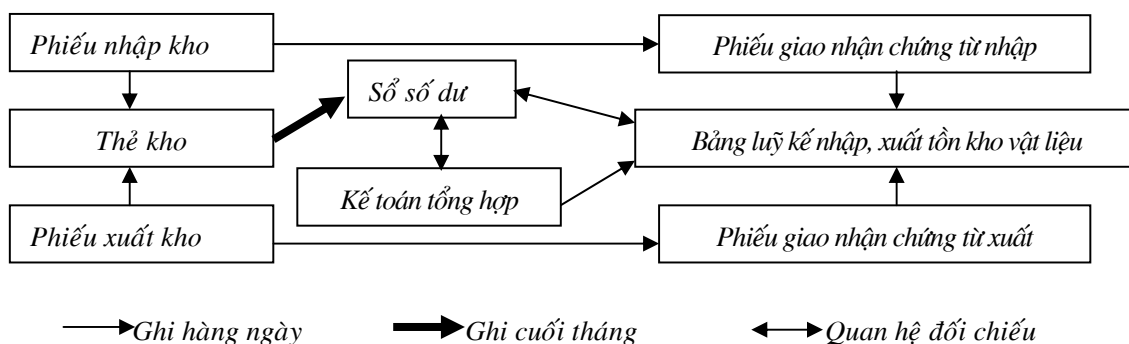 Phiếu nhập kho
Phiếu giao nhận chứng từ nhập
Sổ số dư
Thẻ kho
Bảng luỹ kế nhập, xuất tồn kho vật liệu
Kế toán tổng hợp
Phiếu xuất kho
Phiếu giao nhận chứng từ xuất
Ghi hàng ngày
Ghi cuối tháng
Quan hệ đối chiếu